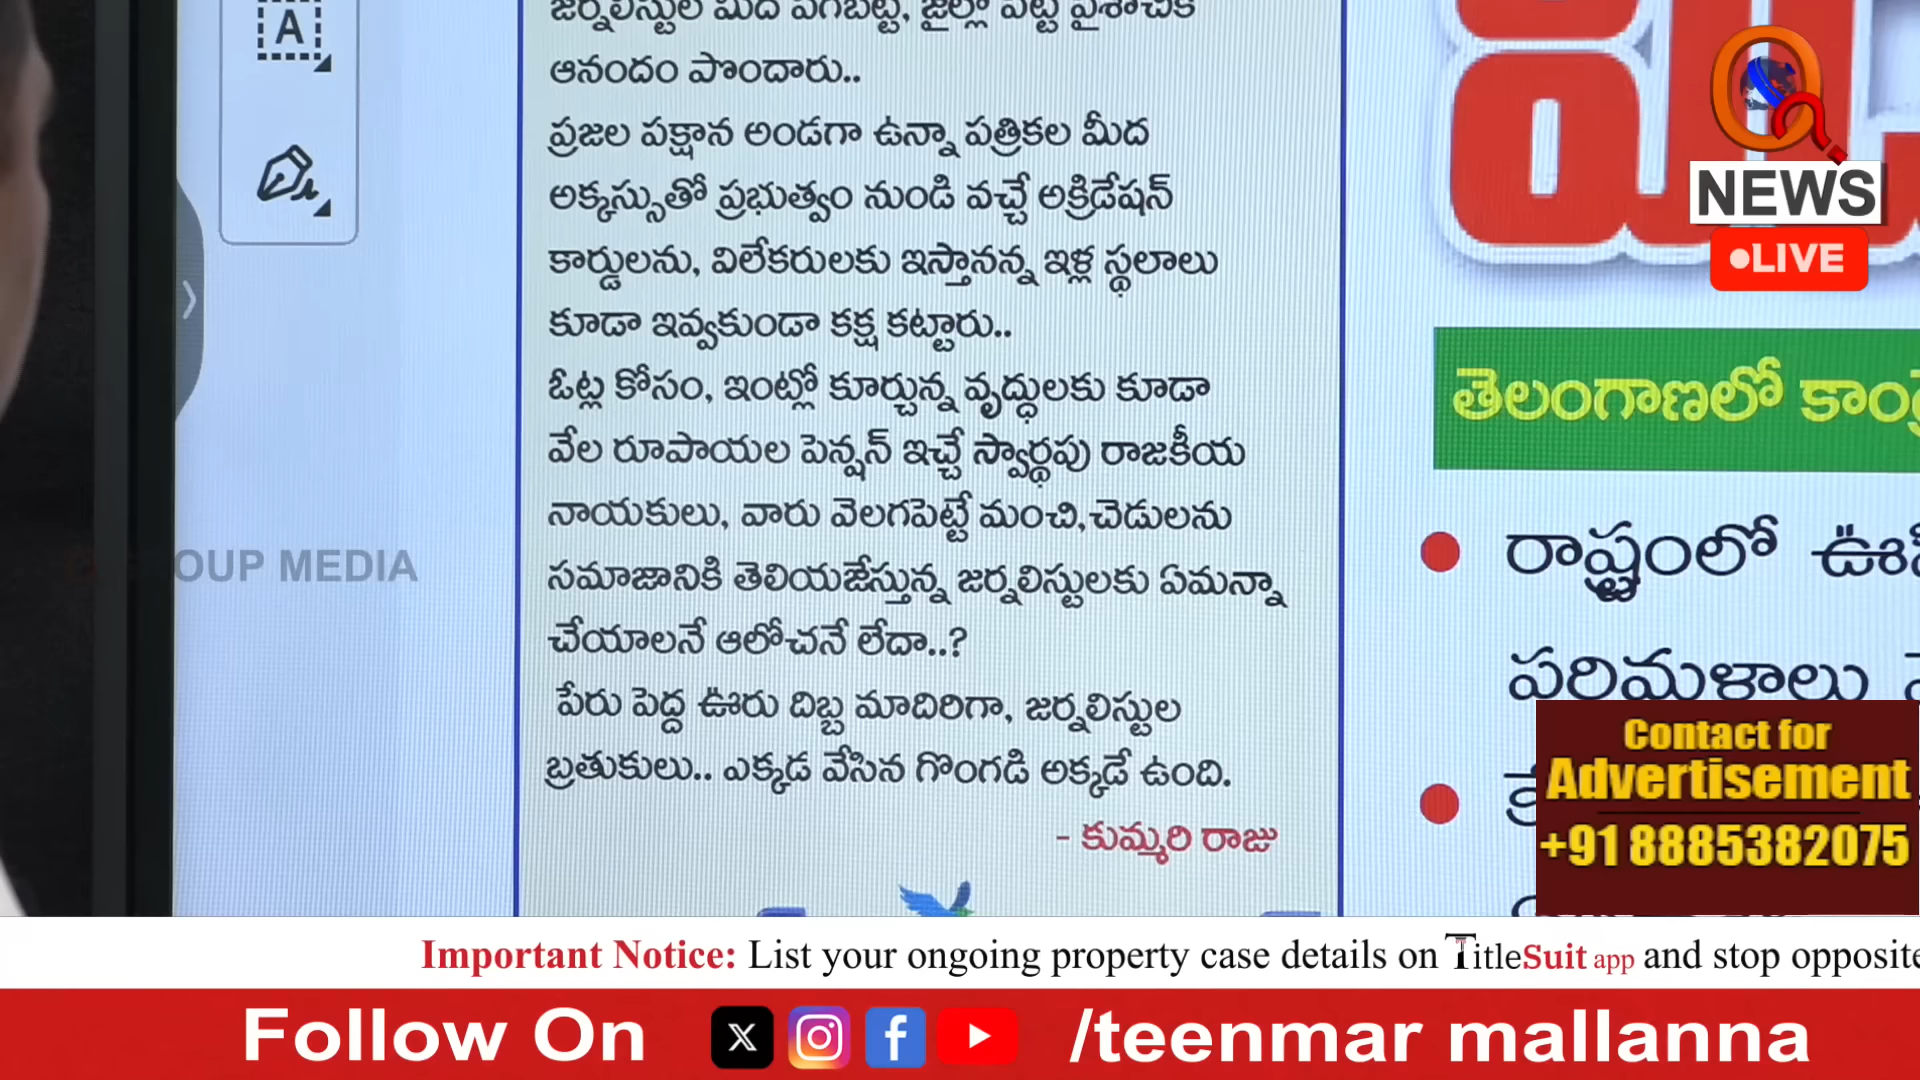 జర్నలిస్టుల మీద పగబట్టి, జైల్లో పెట్టి పైశాచిక
ఆనందం పొందారు..
ప్రజల పక్షాన అండగా ఉన్నా పత్రికల మీద
అక్కస్సుతో ప్రభుత్వం నుండి వచ్చే అక్రిడేషన్
కార్డులను, విలేకరులకు ఇస్తానన్న ఇళ్ల స్థలాలు
కూడా ఇవ్వకుండా కక్ష కట్టారు..
ఓట్ల కోసం, ఇంట్లో కూర్చున్న వృద్ధులకు కూడా
వేల రూపాయల పెన్షన్ ఇచ్చే స్వార్థపు రాజకీయ
నాయకులు, వారు వెలగపెట్టే మంచి,చెడులను
సమాజానికి తెలియజేస్తున్న జర్నలిస్టులకు ఏమన్నా
చేయాలనే ఆలోచనే లేదా..?
పేరు పెద్ద ఊరు దిబ్బ మాదిరిగా, జర్నలిస్టుల
బ్రతుకులు.. ఎక్కడ వేసిన గొంగడి అక్కడే ఉంది.
- కుమ్మరి రాజు
A
GROUP MEDIA
NEWS
LIVE
తెలంగాణలో
రాష్ట్రంలో
పరిమళాలు
Contact for
Advertisement
+91 8885382075
Important Notice: List your ongoing property case details on TitleSuit app and stop opposite
Follow On /teenmar mallanna